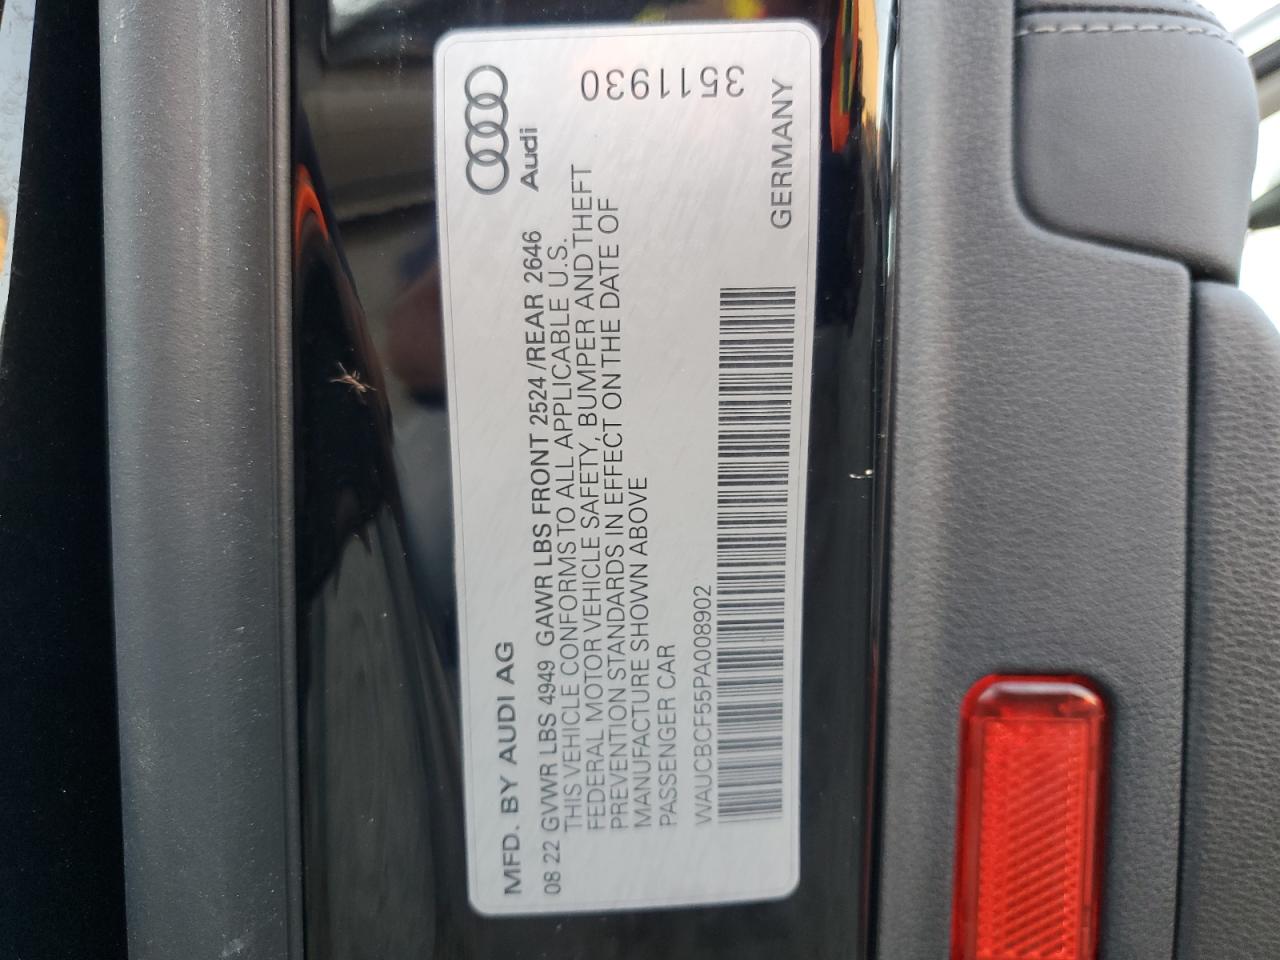 MFD. BY AUDI AG
Audi
08 22 GVWR LBS 4949 GAWR LBS FRONT 2524 /REAR 2646
THIS VEHICLE CONFORMS TO ALL APPLICABLE U.S.
FEDERAL MOTOR VEHICLE SAFETY, BUMPER AND THEFT
PREVENTION STANDARDS IN EFFECT ON THE DATE OF
MANUFACTURE SHOWN ABOVE
PASSENGER CAR
3511930
WAUCBCF55PA008902
GERMANY